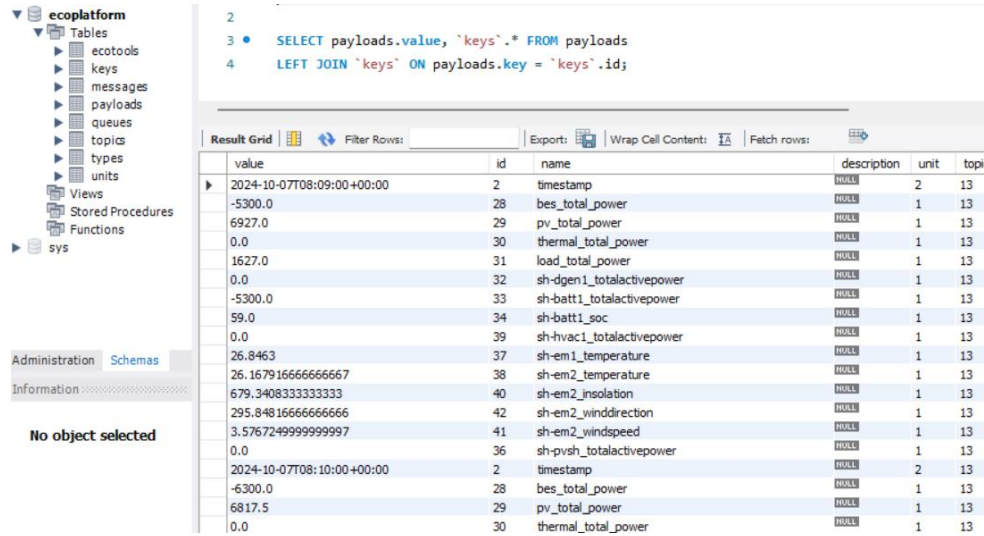 ecoplatform
Tables
ecotools
keys
messages
payloads
queues
topics
types
units
Views
Stored Procedures
Functions
sys
Administration Schemas
Information
No object selected
2
3 SELECT payloads.value, `keys`.* FROM payloads
4 LEFT JOIN `keys` ON payloads.key = `keys`.id;
Result Grid Filter Rows: Export: Wrap Cell Content: Fetch rows:
value id name description unit topi
2024-10-07T08:09:00+00:00 2 timestamp NULL 2 13
-5300.0 28 bes_total_power NULL 1 13
6927.0 29 pv_total_power NULL 1 13
0.0 30 thermal_total_power NULL 1 13
1627.0 31 load_total_power NULL 1 13
0.0 32 sh-dgen1_totalactivepower NULL 1 13
-5300.0 33 sh-batt1_totalactivepower NULL 1 13
59.0 34 sh-batt1_soc NULL 1 13
0.0 39 sh-hvac1_totalactivepower NULL 1 13
26.8463 37 sh-em1_temperature NULL 1 13
26.167916666666667 38 sh-em2_temperature NULL 1 13
679.3408333333333 40 sh-em2_insolation NULL 1 13
295.84816666666666 42 sh-em2_winddirection NULL 1 13
3.5767249999999997 41 sh-em2_windspeed NULL 1 13
0.0 36 sh-pvsh_totalactivepower NULL 1 13
2024-10-07T08:10:00+00:00 2 timestamp NULL 2 13
-6300.0 28 bes_total_power NULL 1 13
6817.5 29 pv_total_power NULL 1 13
0.0 30 thermal_total_power NULL 1 13